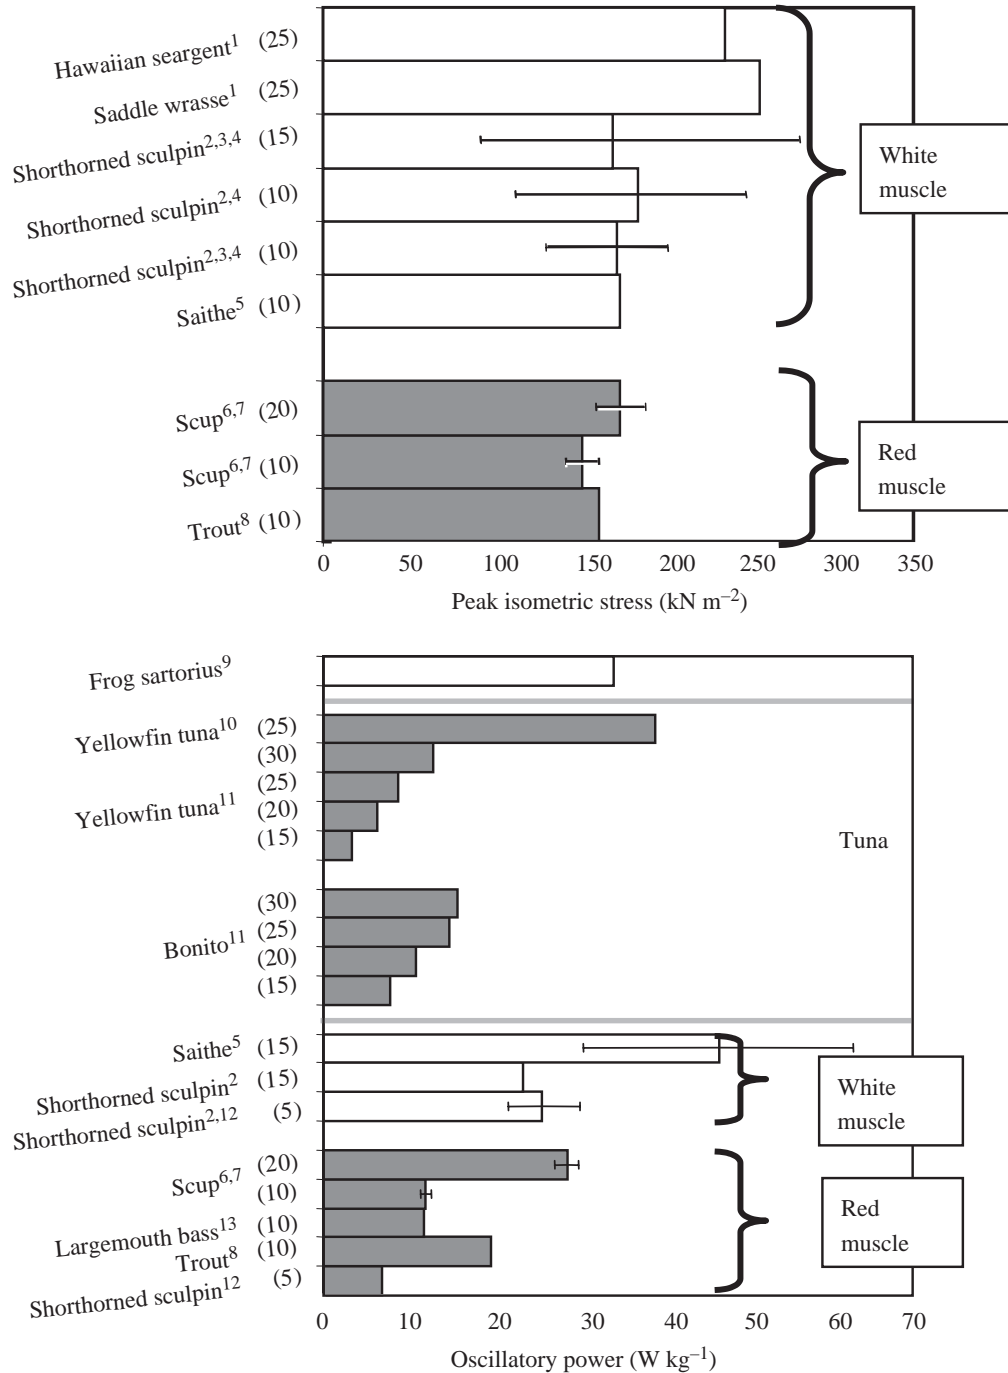 Hawaiian seargent¹ (25)
Saddle wrasse¹ (25)
Shorthorned sculpin²,³,⁴ (15)
Shorthorned sculpin²,⁴ (10)
Shorthorned sculpin²,³,⁴ (10)
Saithe⁵ (10)
White
muscle
Scup⁶,⁷ (20)
Scup⁶,⁷ (10)
Trout⁸ (10)
Red
muscle
0 50 100 150 200 250 300 350
Peak isometric stress (kN m⁻²)
Frog sartorius⁹
Yellowfin tuna¹⁰ (25)
(30)
(25)
Yellowfin tuna¹¹ (20)
(15)
Tuna
(30)
Bonito¹¹ (25)
(20)
(15)
Saithe⁵ (15)
Shorthorned sculpin² (15)
Shorthorned sculpin²,¹² (5)
White
muscle
Scup⁶,⁷ (20)
(10)
Largemouth bass¹³ (10)
Trout⁸ (10)
Shorthorned sculpin¹² (5)
Red
muscle
0 10 20 30 40 50 60 70
Oscillatory power (W kg⁻¹)